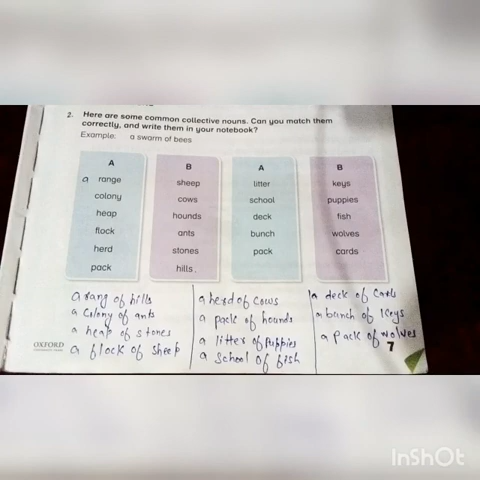 2. Here are some common collective nouns. Can you match them
correctly, and write them in your notebook?
Example: a swarm of bees
A
a range
colony
heap
flock
herd
pack
B
sheep
cows
hounds
ants
stones
hills.
A
litter
school
deck
bunch
pack
B
keys
puppies
fish
wolves
cards
a rang of hills
a colony of ants
a heap of stones
a flock of sheep
a herd of cows
a pack of hounds
a litter of puppies
a school of fish
a deck of cards
a bunch of keys
a pack of wolves
OXFORD
7
InShOt